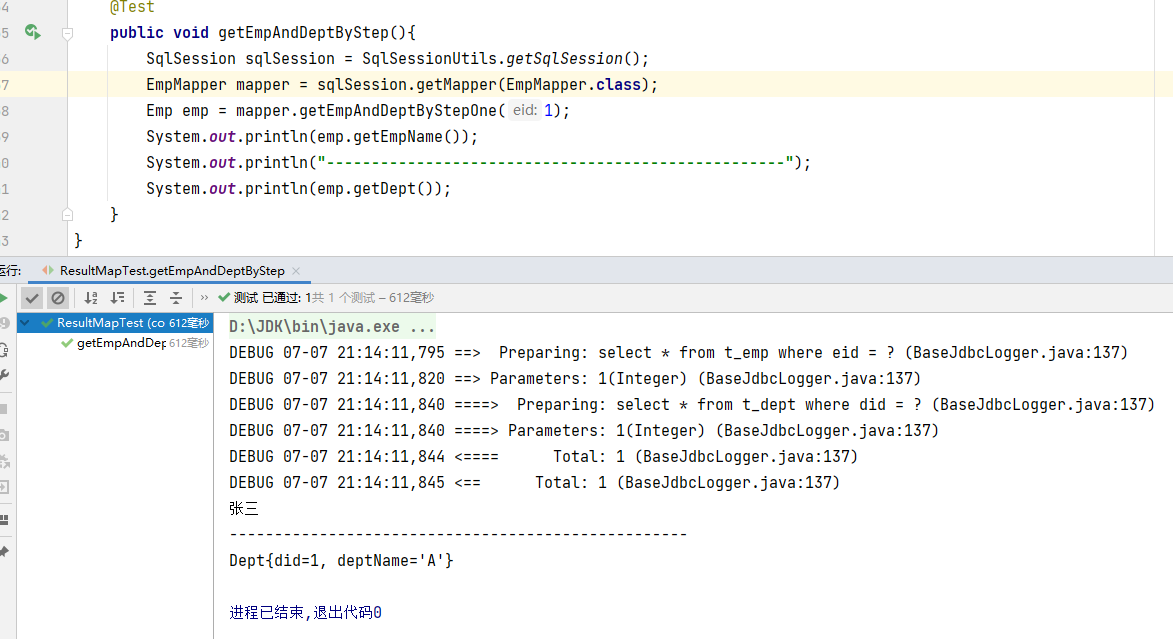 4 @Test
5 public void getEmpAndDeptByStep(){
6 SqlSession sqlSession = SqlSessionUtils.getSqlSession();
7 EmpMapper mapper = sqlSession.getMapper(EmpMapper.class);
8 Emp emp = mapper.getEmpAndDeptByStepOne( eid: 1);
9 System.out.println(emp.getEmpName());
0 System.out.println("---------------------------------------------------");
1 System.out.println(emp.getDept());
2 }
3 }
运行: ResultMapTest.getEmpAndDeptByStep ×
» 测试 已通过: 1共 1 个测试 – 612毫秒
ResultMapTest (co 612毫秒
getEmpAndDep 612毫秒
D:\JDK\bin\java.exe ...
DEBUG 07-07 21:14:11,795 ==>  Preparing: select * from t_emp where eid = ? (BaseJdbcLogger.java:137)
DEBUG 07-07 21:14:11,820 ==> Parameters: 1(Integer) (BaseJdbcLogger.java:137)
DEBUG 07-07 21:14:11,840 ====>  Preparing: select * from t_dept where did = ? (BaseJdbcLogger.java:137)
DEBUG 07-07 21:14:11,840 ====> Parameters: 1(Integer) (BaseJdbcLogger.java:137)
DEBUG 07-07 21:14:11,844 <====      Total: 1 (BaseJdbcLogger.java:137)
DEBUG 07-07 21:14:11,845 <==      Total: 1 (BaseJdbcLogger.java:137)
张三
---------------------------------------------------
Dept{did=1, deptName='A'}
进程已结束,退出代码0